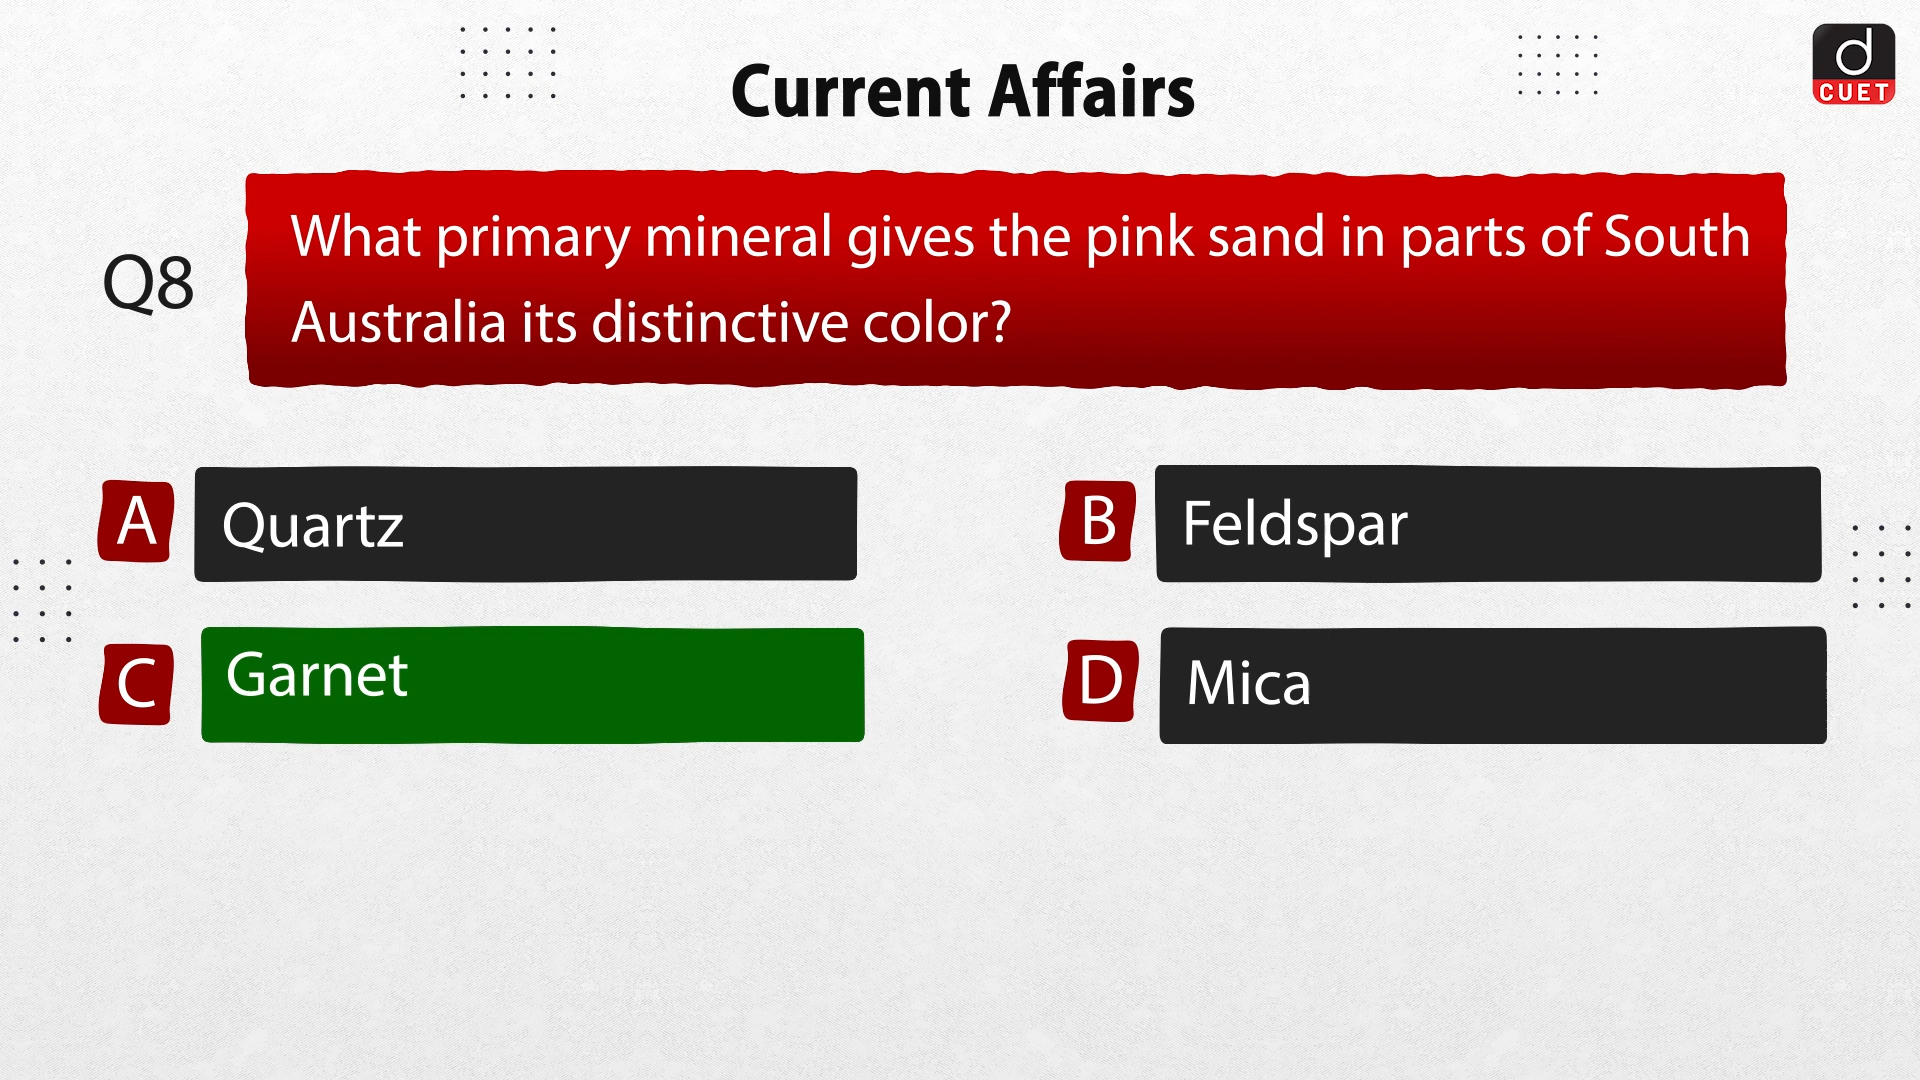 Current Affairs
d
CUET
Q8
What primary mineral gives the pink sand in parts of South
Australia its distinctive color?
A
Quartz
B
Feldspar
C
Garnet
D
Mica